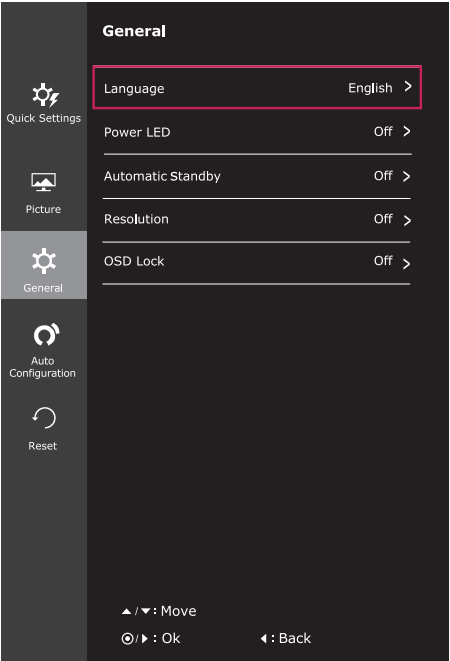 General
Quick Settings
Picture
General
Auto
Configuration
Reset
Language English >
Power LED Off >
Automatic Standby Off >
Resolution Off >
OSD Lock Off >
▲/▼: Move
◉/▶ : Ok ◀ : Back